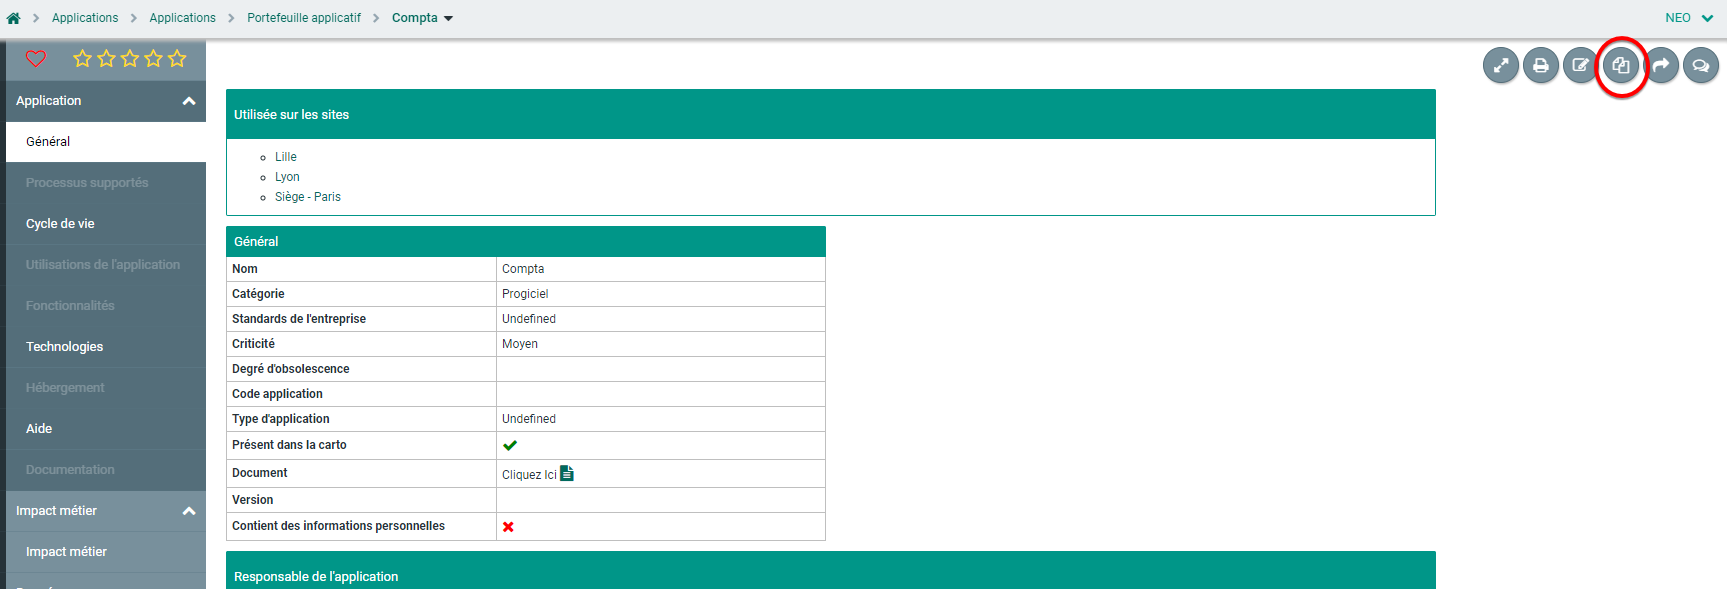 Applications Applications Portefeuille applicatif Compta NEO
Application
Général
Processus supportés
Cycle de vie
Utilisations de l'application
Fonctionnalités
Technologies
Hébergement
Aide
Documentation
Impact métier
Impact métier
Utilisée sur les sites
Lille
Lyon
Siège - Paris
Général
Nom Compta
Catégorie Progiciel
Standards de l'entreprise Undefined
Criticité Moyen
Degré d'obsolescence
Code application
Type d'application Undefined
Présent dans la carto
Document Cliquez Ici
Version
Contient des informations personnelles
Responsable de l'application